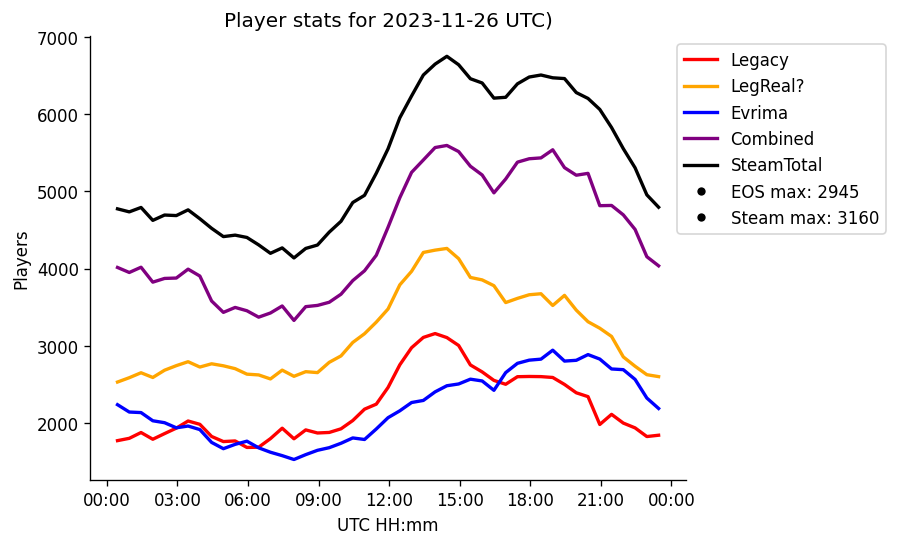 Player stats for 2023-11-26 UTC)
7000
6000
5000
4000
3000
2000
Players
00:00 03:00 06:00 09:00 12:00 15:00 18:00 21:00 00:00
UTC HH:mm
Legacy
LegReal?
Evrima
Combined
SteamTotal
EOS max: 2945
Steam max: 3160